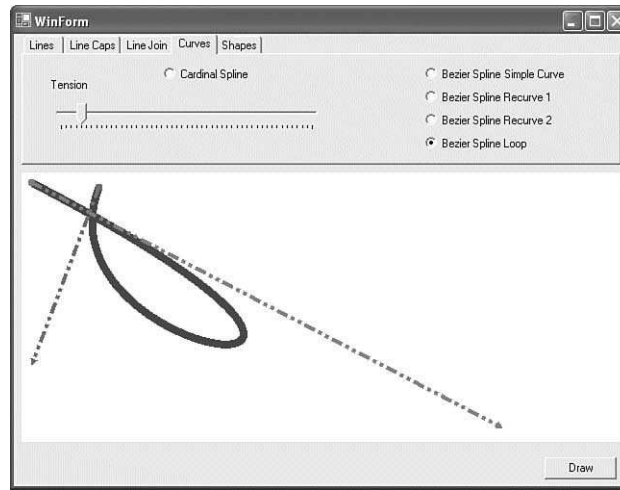 WinForm
Lines Line Caps Line Join Curves Shapes
Tension
Cardinal Spline
Bezier Spline Simple Curve
Bezier Spline Recurve 1
Bezier Spline Recurve 2
Bezier Spline Loop
Draw